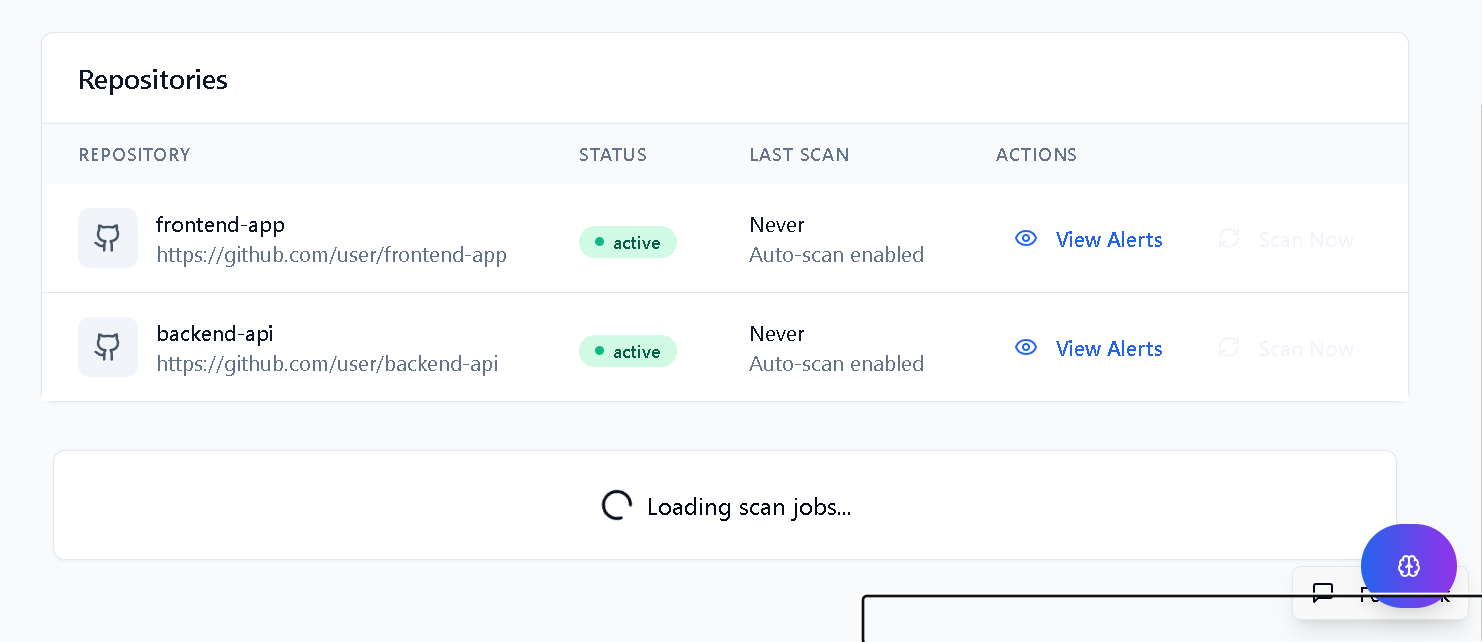 Repositories
REPOSITORY STATUS LAST SCAN ACTIONS
frontend-app
https://github.com/user/frontend-app
active
Never
Auto-scan enabled
View Alerts
Scan Now
backend-api
https://github.com/user/backend-api
active
Never
Auto-scan enabled
View Alerts
Scan Now
Loading scan jobs...